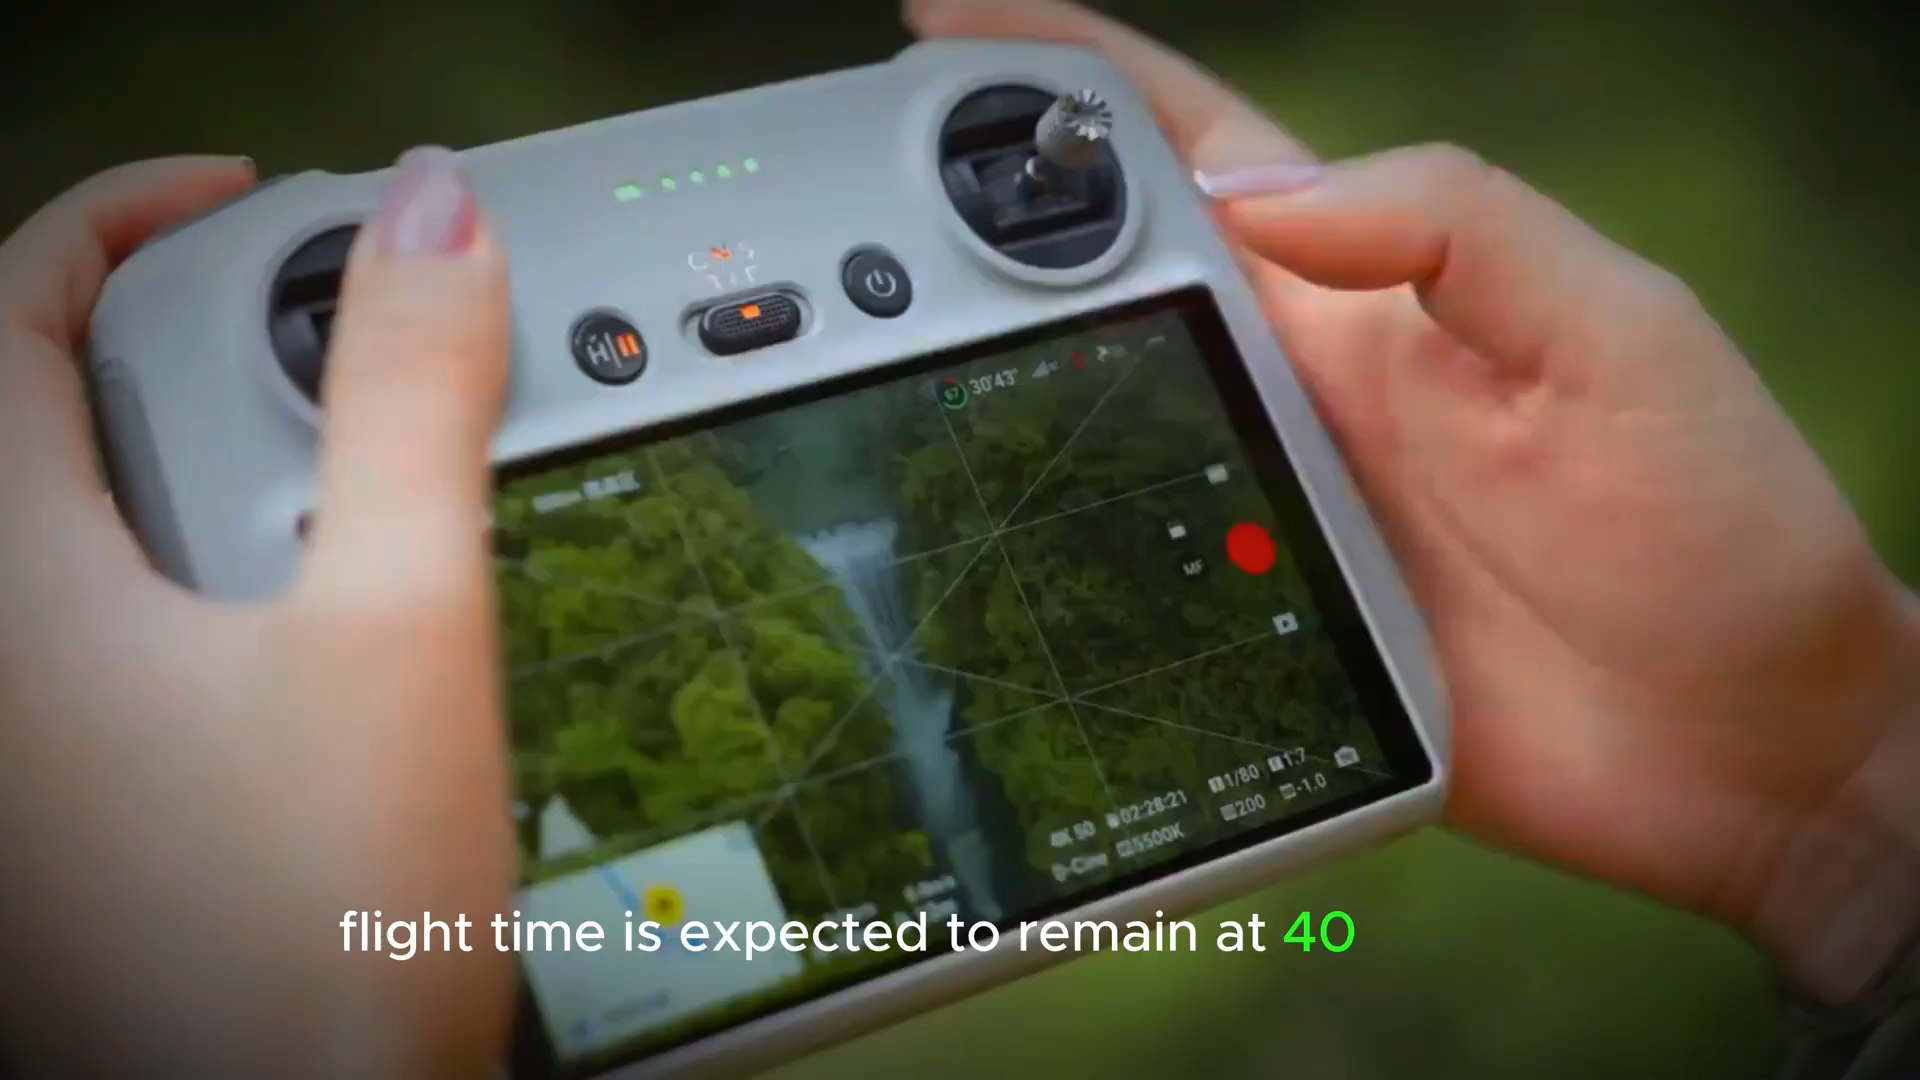 C N S
H
67 30'43"
MF
1/80 1.7
4K 50 02:28:21 200 -1.0
D-Cine 5500K
flight time is expected to remain at 40